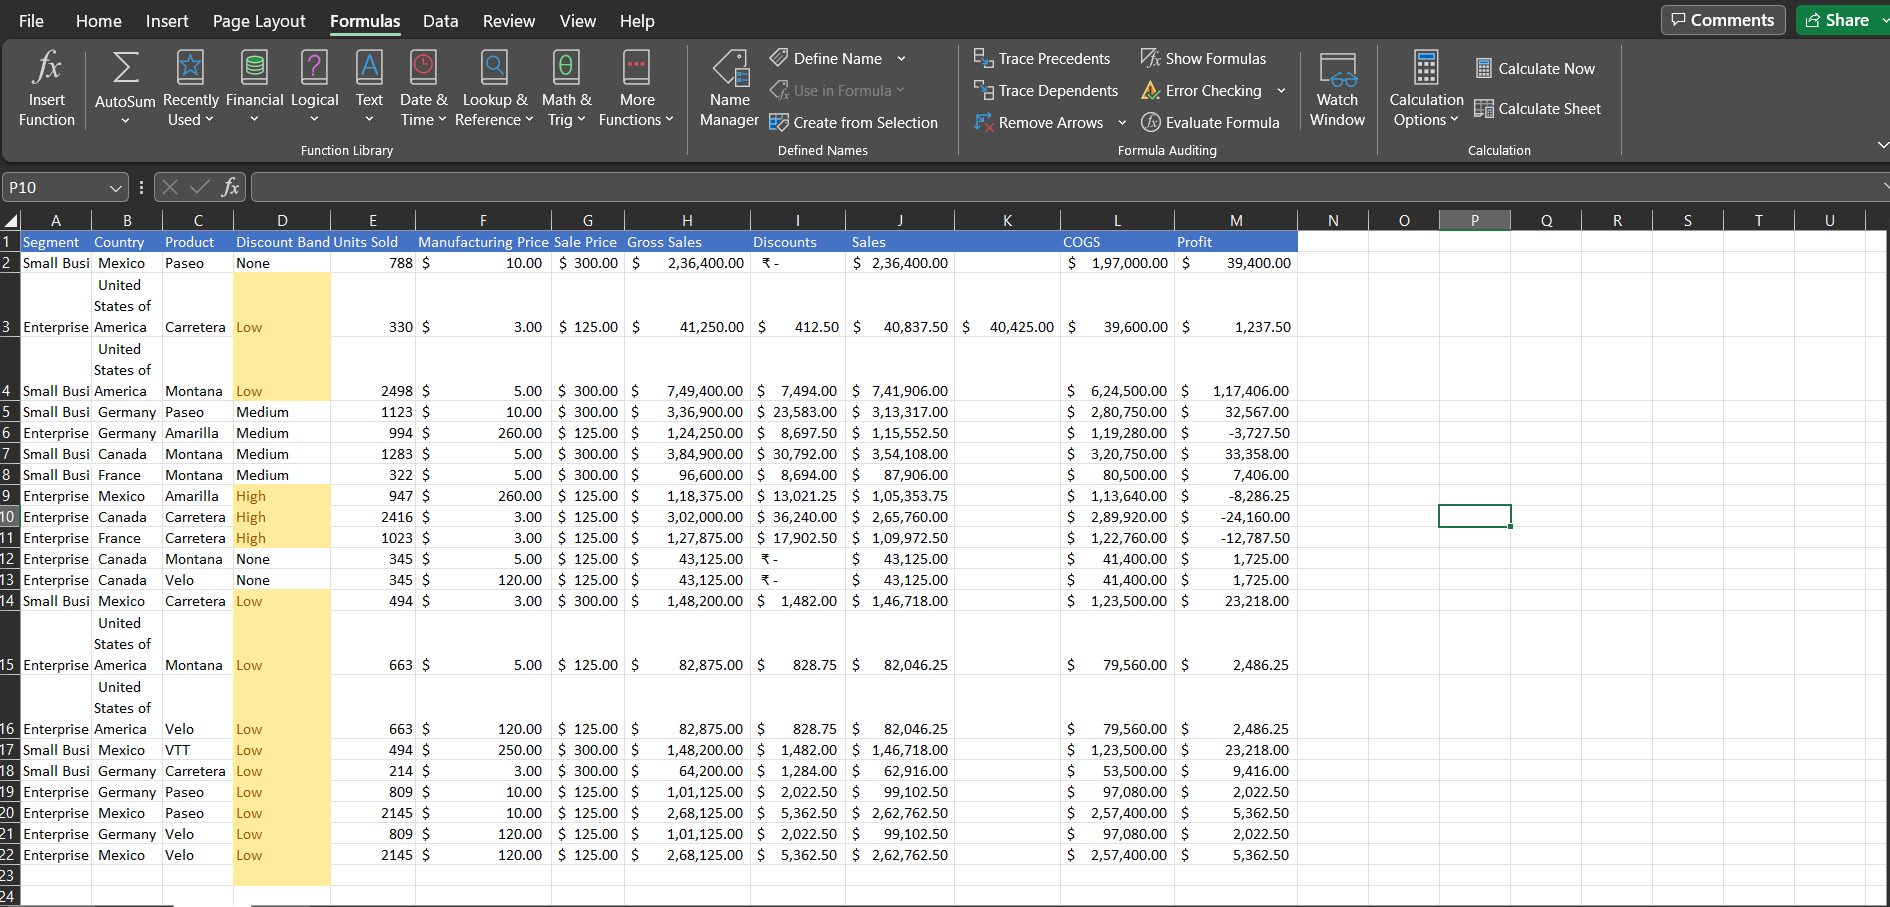 File Home Insert Page Layout Formulas Data Review View Help Comments Share
fx Insert Function
AutoSum
Recently Used
Financial
Logical
Text
Date & Time
Lookup & Reference
Math & Trig
More Functions
Function Library
Name Manager
Define Name
Use in Formula
Create from Selection
Defined Names
Trace Precedents
Trace Dependents
Remove Arrows
Show Formulas
Error Checking
Evaluate Formula
Formula Auditing
Watch Window
Calculation Options
Calculate Now
Calculate Sheet
Calculation
P10 fx
A B C D E F G H I J K L M N O P Q R S T U
1 Segment Country Product Discount Band Units Sold Manufacturing Price Sale Price Gross Sales Discounts Sales COGS Profit
2 Small Busi Mexico Paseo None 788 $ 10.00 $ 300.00 $ 2,36,400.00 ₹ - $ 2,36,400.00 $ 1,97,000.00 $ 39,400.00
United
States of
3 Enterprise America Carretera Low 330 $ 3.00 $ 125.00 $ 41,250.00 $ 412.50 $ 40,837.50 $ 40,425.00 $ 39,600.00 $ 1,237.50
United
States of
4 Small Busi America Montana Low 2498 $ 5.00 $ 300.00 $ 7,49,400.00 $ 7,494.00 $ 7,41,906.00 $ 6,24,500.00 $ 1,17,406.00
5 Small Busi Germany Paseo Medium 1123 $ 10.00 $ 300.00 $ 3,36,900.00 $ 23,583.00 $ 3,13,317.00 $ 2,80,750.00 $ 32,567.00
6 Enterprise Germany Amarilla Medium 994 $ 260.00 $ 125.00 $ 1,24,250.00 $ 8,697.50 $ 1,15,552.50 $ 1,19,280.00 $ -3,727.50
7 Small Busi Canada Montana Medium 1283 $ 5.00 $ 300.00 $ 3,84,900.00 $ 30,792.00 $ 3,54,108.00 $ 3,20,750.00 $ 33,358.00
8 Small Busi France Montana Medium 322 $ 5.00 $ 300.00 $ 96,600.00 $ 8,694.00 $ 87,906.00 $ 80,500.00 $ 7,406.00
9 Enterprise Mexico Amarilla High 947 $ 260.00 $ 125.00 $ 1,18,375.00 $ 13,021.25 $ 1,05,353.75 $ 1,13,640.00 $ -8,286.25
10 Enterprise Canada Carretera High 2416 $ 3.00 $ 125.00 $ 3,02,000.00 $ 36,240.00 $ 2,65,760.00 $ 2,89,920.00 $ -24,160.00
11 Enterprise France Carretera High 1023 $ 3.00 $ 125.00 $ 1,27,875.00 $ 17,902.50 $ 1,09,972.50 $ 1,22,760.00 $ -12,787.50
12 Enterprise Canada Montana None 345 $ 5.00 $ 125.00 $ 43,125.00 ₹ - $ 43,125.00 $ 41,400.00 $ 1,725.00
13 Enterprise Canada Velo None 345 $ 120.00 $ 125.00 $ 43,125.00 ₹ - $ 43,125.00 $ 41,400.00 $ 1,725.00
14 Small Busi Mexico Carretera Low 494 $ 3.00 $ 300.00 $ 1,48,200.00 $ 1,482.00 $ 1,46,718.00 $ 1,23,500.00 $ 23,218.00
United
States of
15 Enterprise America Montana Low 663 $ 5.00 $ 125.00 $ 82,875.00 $ 828.75 $ 82,046.25 $ 79,560.00 $ 2,486.25
United
States of
16 Enterprise America Velo Low 663 $ 120.00 $ 125.00 $ 82,875.00 $ 828.75 $ 82,046.25 $ 79,560.00 $ 2,486.25
17 Small Busi Mexico VTT Low 494 $ 250.00 $ 300.00 $ 1,48,200.00 $ 1,482.00 $ 1,46,718.00 $ 1,23,500.00 $ 23,218.00
18 Small Busi Germany Carretera Low 214 $ 3.00 $ 300.00 $ 64,200.00 $ 1,284.00 $ 62,916.00 $ 53,500.00 $ 9,416.00
19 Enterprise Germany Paseo Low 809 $ 10.00 $ 125.00 $ 1,01,125.00 $ 2,022.50 $ 99,102.50 $ 97,080.00 $ 2,022.50
20 Enterprise Mexico Paseo Low 2145 $ 10.00 $ 125.00 $ 2,68,125.00 $ 5,362.50 $ 2,62,762.50 $ 2,57,400.00 $ 5,362.50
21 Enterprise Germany Velo Low 809 $ 120.00 $ 125.00 $ 1,01,125.00 $ 2,022.50 $ 99,102.50 $ 97,080.00 $ 2,022.50
22 Enterprise Mexico Velo Low 2145 $ 120.00 $ 125.00 $ 2,68,125.00 $ 5,362.50 $ 2,62,762.50 $ 2,57,400.00 $ 5,362.50
23
24